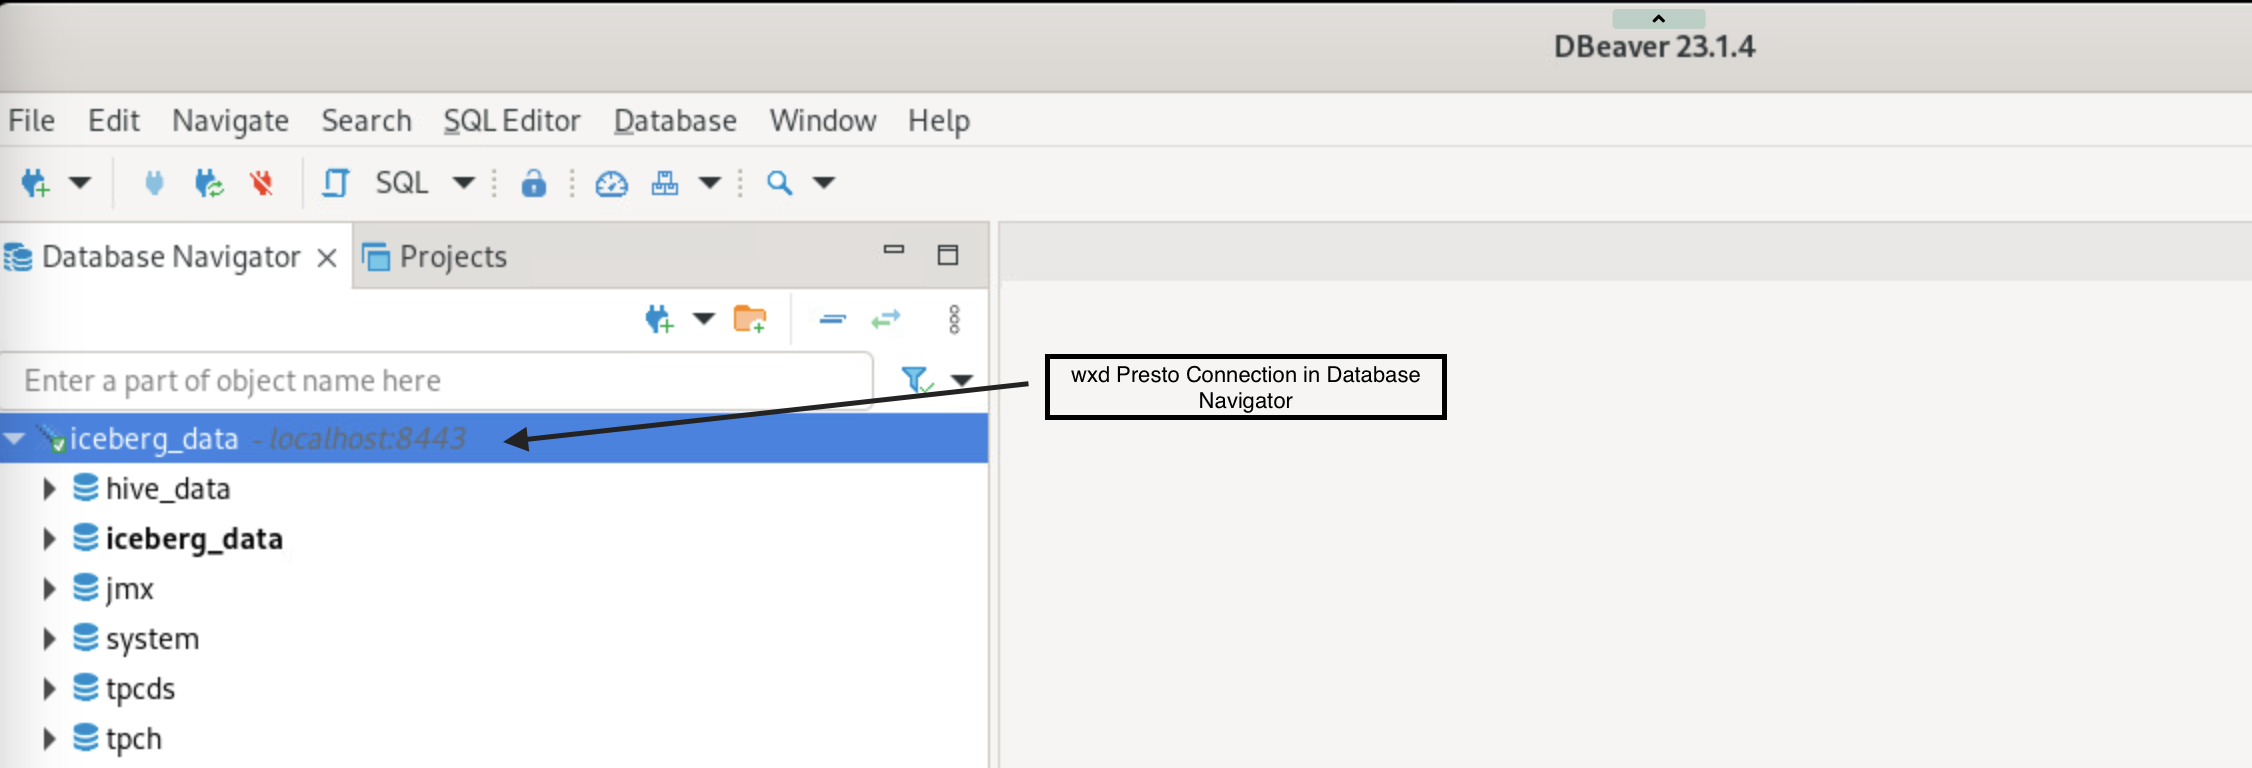 DBeaver 23.1.4
File Edit Navigate Search SQL Editor Database Window Help
SQL
Database Navigator Projects
Enter a part of object name here
wxd Presto Connection in Database
Navigator
iceberg_data - localhost:8443
hive_data
iceberg_data
jmx
system
tpcds
tpch